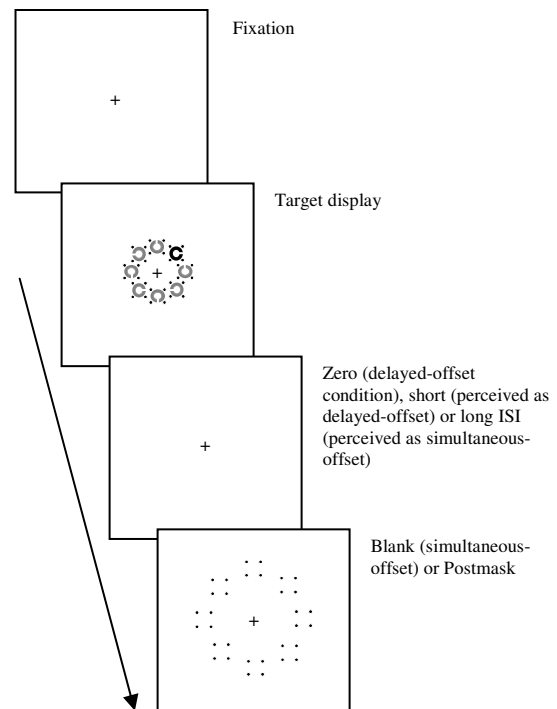 Fixation
Target display
Zero (delayed-offset
condition), short (perceived as
delayed-offset) or long ISI
(perceived as simultaneous-
offset)
Blank (simultaneous-
offset) or Postmask